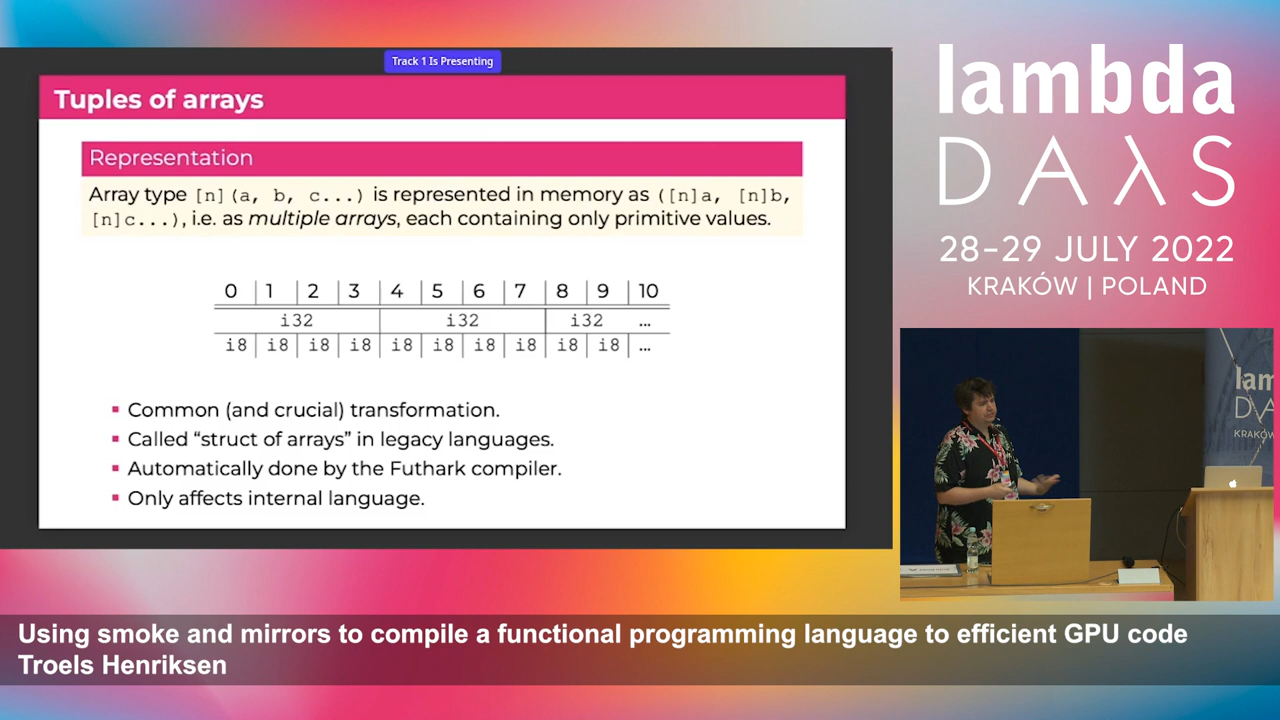 Track 1 Is Presenting
Tuples of arrays
Representation
Array type [n](a, b, c...) is represented in memory as ([n]a, [n]b,
[n]c...), i.e. as multiple arrays, each containing only primitive values.
0 1 2 3 4 5 6 7 8 9 10
i32 i32 i32 ...
i8 i8 i8 i8 i8 i8 i8 i8 i8 i8 ...
Common (and crucial) transformation.
Called “struct of arrays” in legacy languages.
Automatically done by the Futhark compiler.
Only affects internal language.
lambda
DAλS
28–29 JULY 2022
KRAKÓW | POLAND
lam
DA
KRAKÓW
Using smoke and mirrors to compile a functional programming language to efficient GPU code
Troels Henriksen